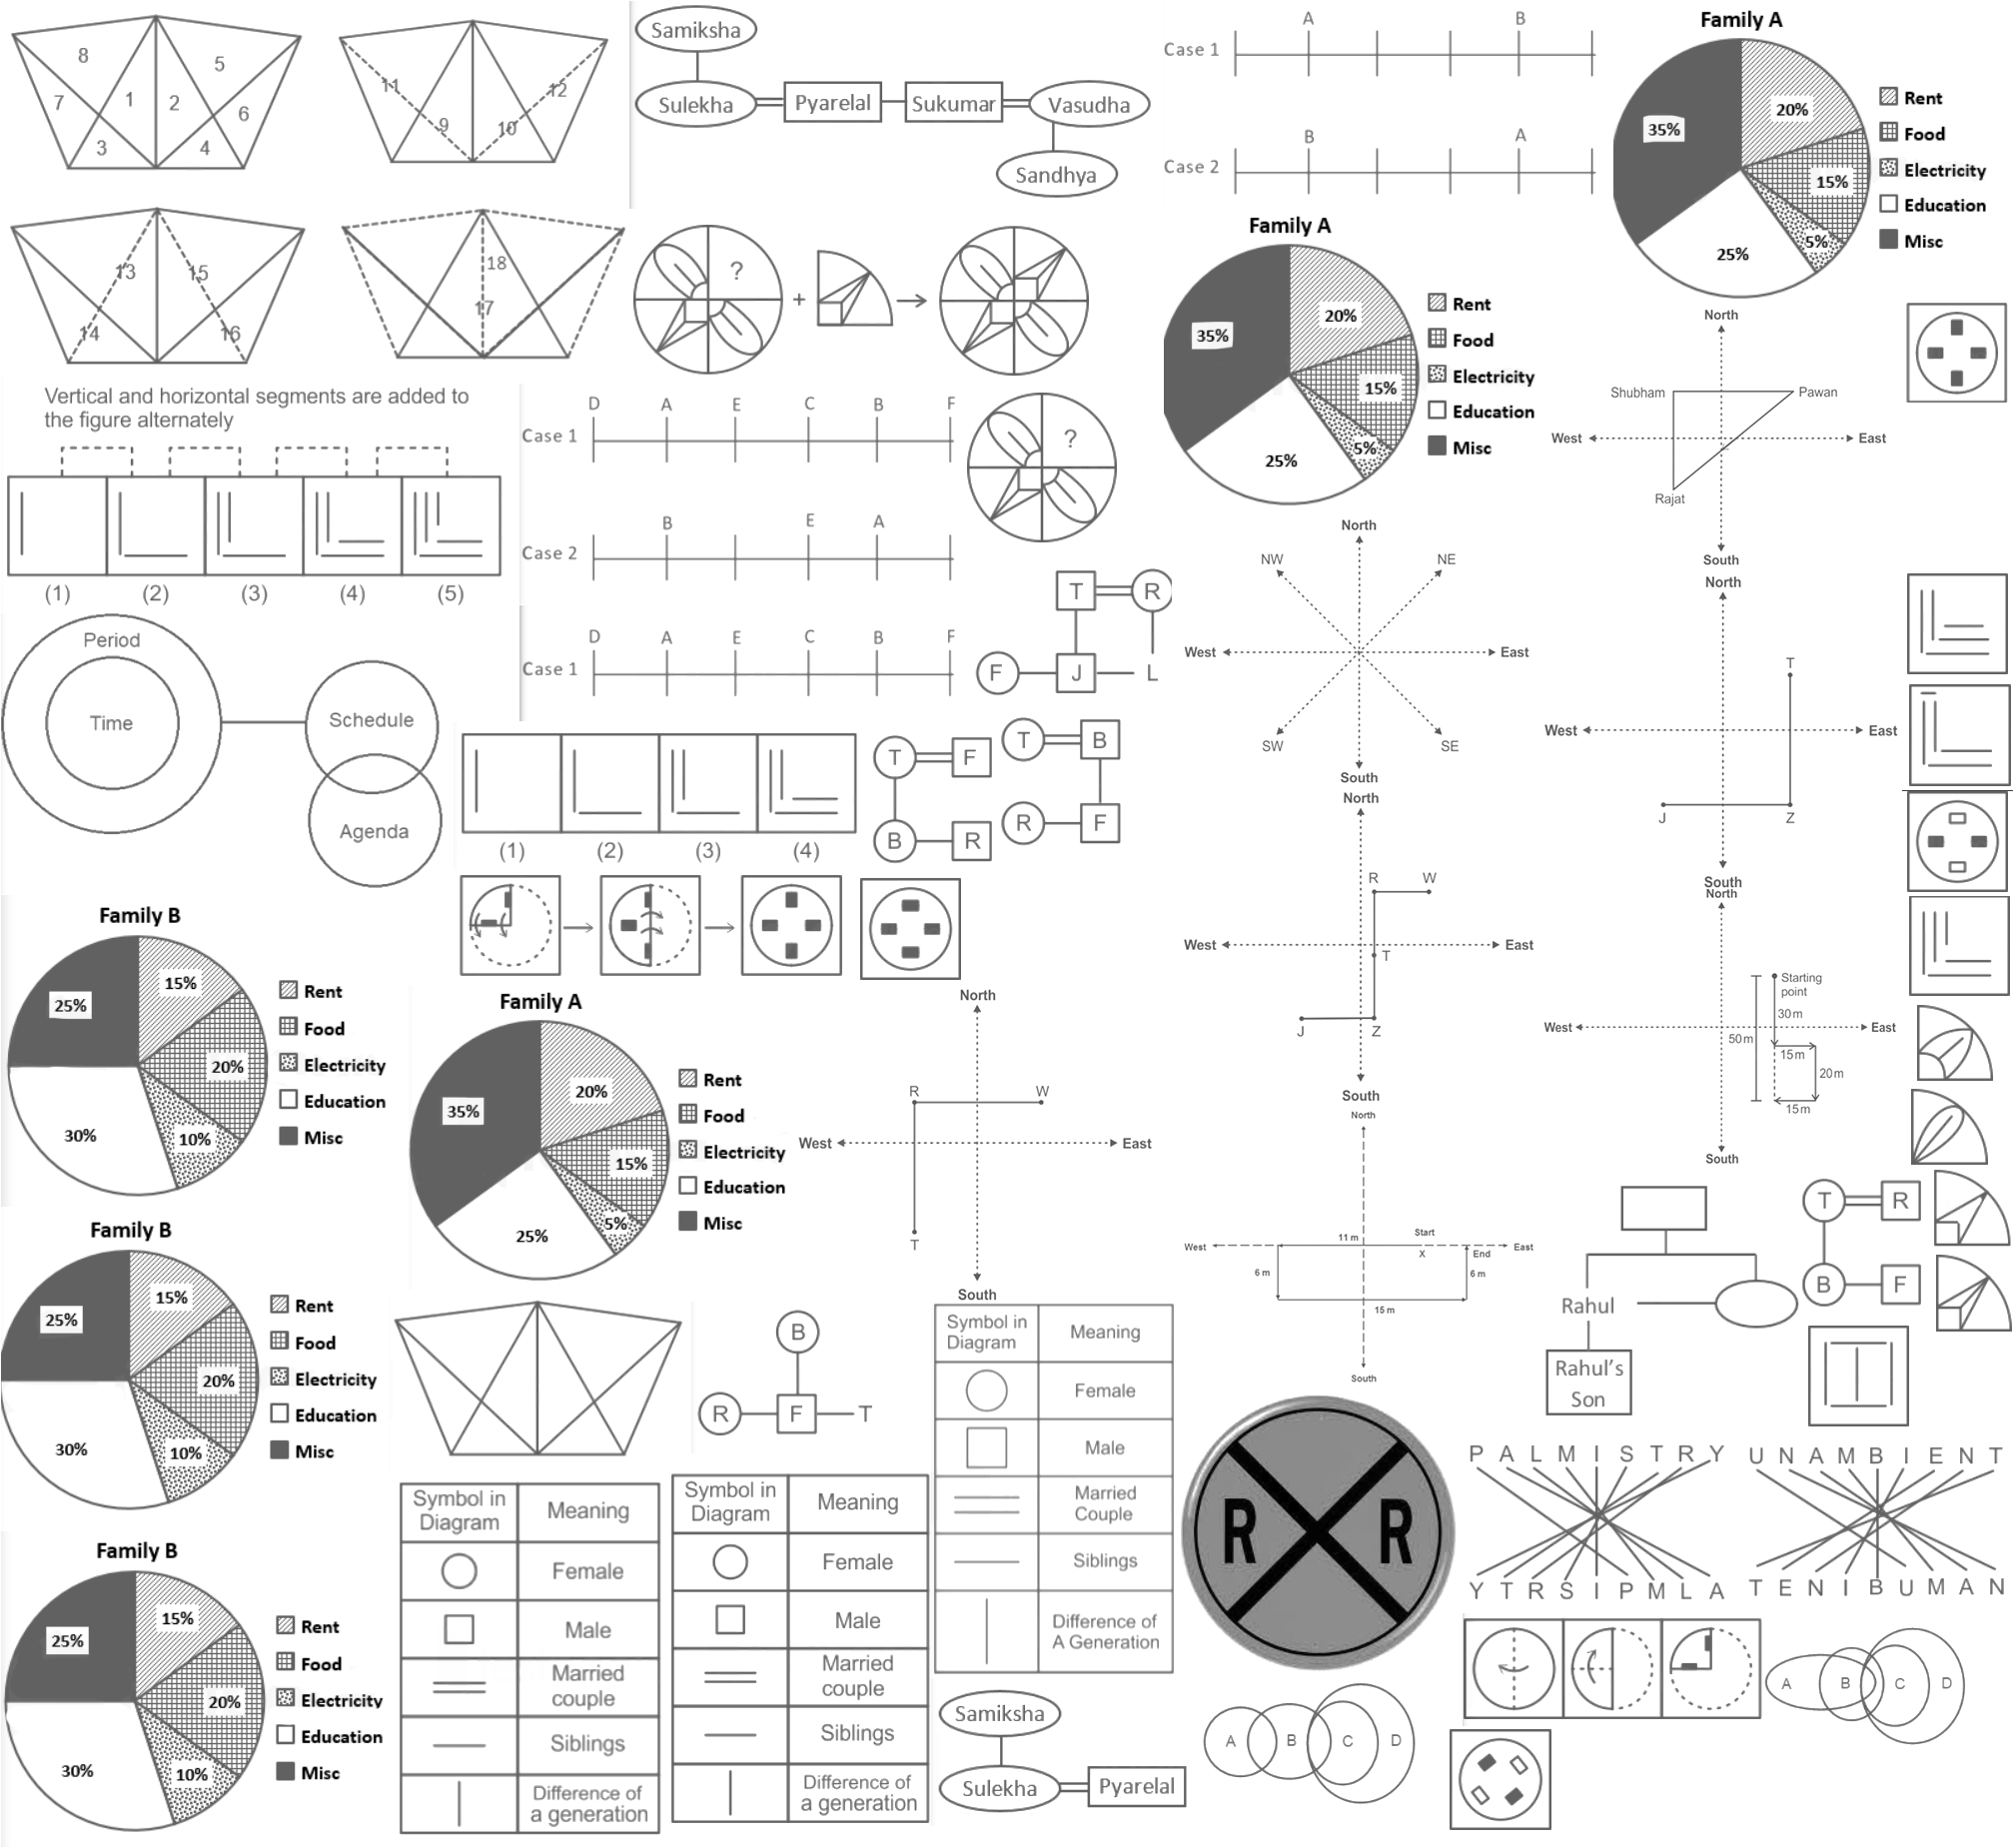 8
5
7
1
2
6
3
4
11
12
9
10
Samiksha
Sulekha
Pyarelal
Sukumar
Vasudha
Sandhya
A
B
Case 1
B
A
Case 2
Family A
35%
20%
15%
5%
25%
Rent
Food
Electricity
Education
Misc
13
15
14
16
18
17
?
+
Family A
35%
20%
15%
5%
25%
Rent
Food
Electricity
Education
Misc
North
Shubham
Pawan
West
East
Rajat
South
Vertical and horizontal segments are added to
the figure alternately
(1)
(2)
(3)
(4)
(5)
D A E C B F
Case 1
B E A
Case 2
D A E C B F
Case 1
?
T
R
F
J
L
North
NW
NE
West
East
SW
SE
South
North
T
West
East
J
Z
South
Period
Time
Schedule
Agenda
(1)
(2)
(3)
(4)
T
F
B
R
T
B
R
F
North
R
W
West
East
T
J
Z
South
North
Starting
point
30m
West
East
50m
15m
20m
15m
South
Family B
25%
15%
20%
10%
30%
Rent
Food
Electricity
Education
Misc
Family A
35%
20%
15%
5%
25%
Rent
Food
Electricity
Education
Misc
North
R
W
West
East
T
South
North
11 m
Start
West
X
End
East
6 m
6 m
15 m
South
Rahul
Rahul's
Son
T
R
B
F
Family B
25%
15%
20%
10%
30%
Rent
Food
Electricity
Education
Misc
B
R
F
T
Symbol in
Diagram
Meaning
Female
Male
Married
Couple
Siblings
Difference of
A Generation
R
R
P A L M I S T R Y
Y T R S I P M L A
U N A M B I E N T
T E N I B U M A N
Family B
25%
15%
20%
10%
30%
Rent
Food
Electricity
Education
Misc
Symbol in
Diagram
Meaning
Female
Male
Married
couple
Siblings
Difference of
a generation
Symbol in
Diagram
Meaning
Female
Male
Married
couple
Siblings
Difference of
a generation
Samiksha
Sulekha
Pyarelal
A
B
C
D
A
B
C
D